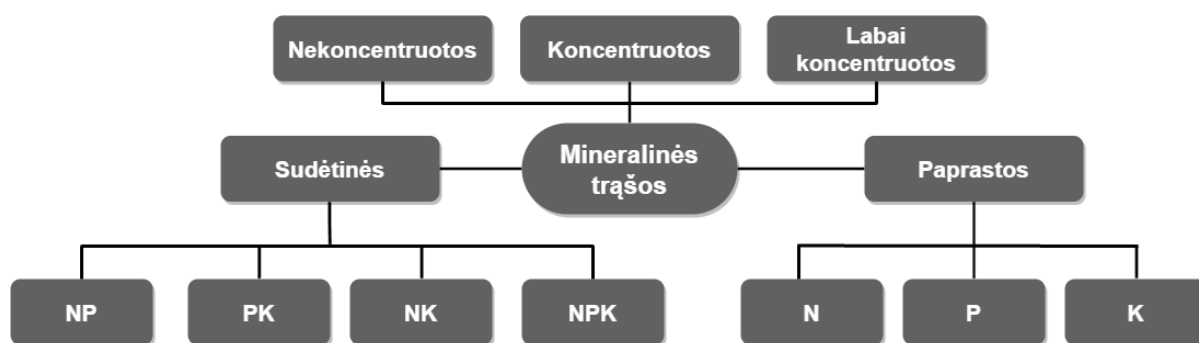 Nekoncentruotos
Koncentruotos
Labai
koncentruotos
Sudėtinės
Mineralinės
trąšos
Paprastos
NP
PK
NK
NPK
N
P
K